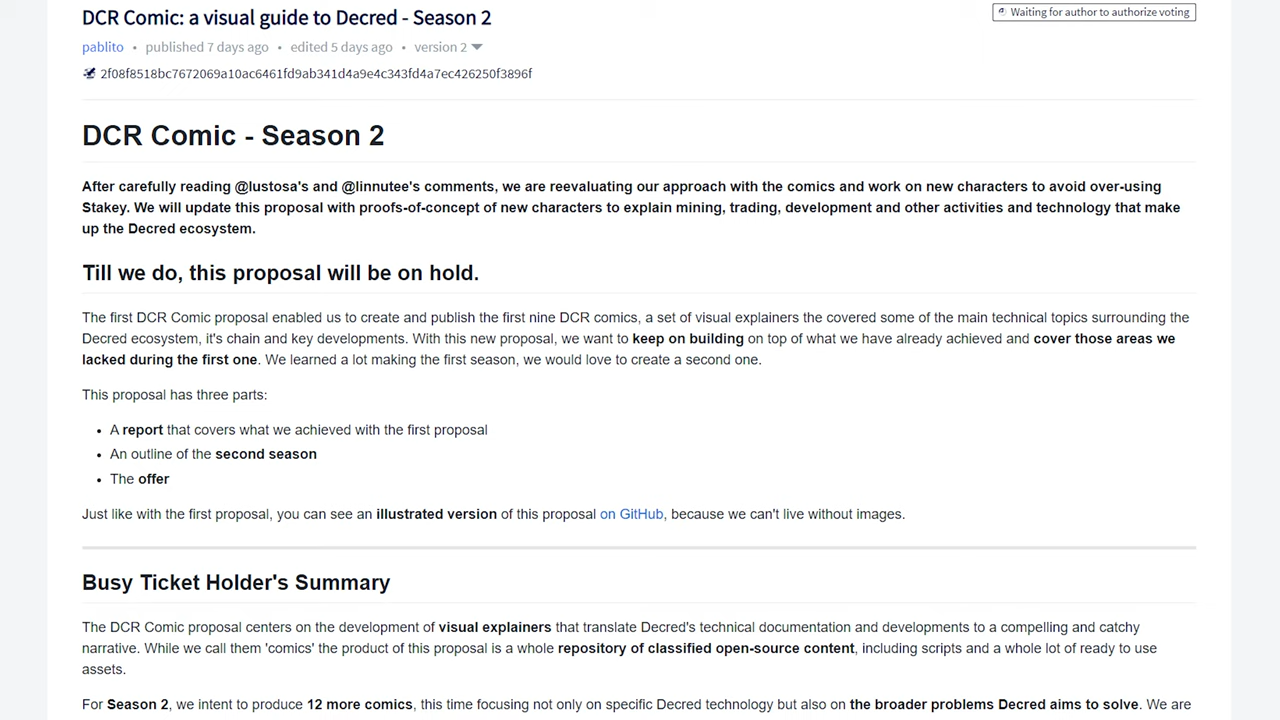 DCR Comic: a visual guide to Decred - Season 2
Waiting for author to authorize voting
pablito • published 7 days ago • edited 5 days ago • version 2
2f08f8518bc7672069a10ac6461fd9ab341d4a9e4c343fd4a7ec426250f3896f
DCR Comic - Season 2
After carefully reading @lustosa's and @linnutee's comments, we are reevaluating our approach with the comics and work on new characters to avoid over-using
Stakey. We will update this proposal with proofs-of-concept of new characters to explain mining, trading, development and other activities and technology that make
up the Decred ecosystem.
Till we do, this proposal will be on hold.
The first DCR Comic proposal enabled us to create and publish the first nine DCR comics, a set of visual explainers the covered some of the main technical topics surrounding the
Decred ecosystem, it's chain and key developments. With this new proposal, we want to keep on building on top of what we have already achieved and cover those areas we
lacked during the first one. We learned a lot making the first season, we would love to create a second one.
This proposal has three parts:
• A report that covers what we achieved with the first proposal
• An outline of the second season
• The offer
Just like with the first proposal, you can see an illustrated version of this proposal on GitHub, because we can't live without images.
Busy Ticket Holder's Summary
The DCR Comic proposal centers on the development of visual explainers that translate Decred's technical documentation and developments to a compelling and catchy
narrative. While we call them 'comics' the product of this proposal is a whole repository of classified open-source content, including scripts and a whole lot of ready to use
assets.
For Season 2, we intent to produce 12 more comics, this time focusing not only on specific Decred technology but also on the broader problems Decred aims to solve. We are